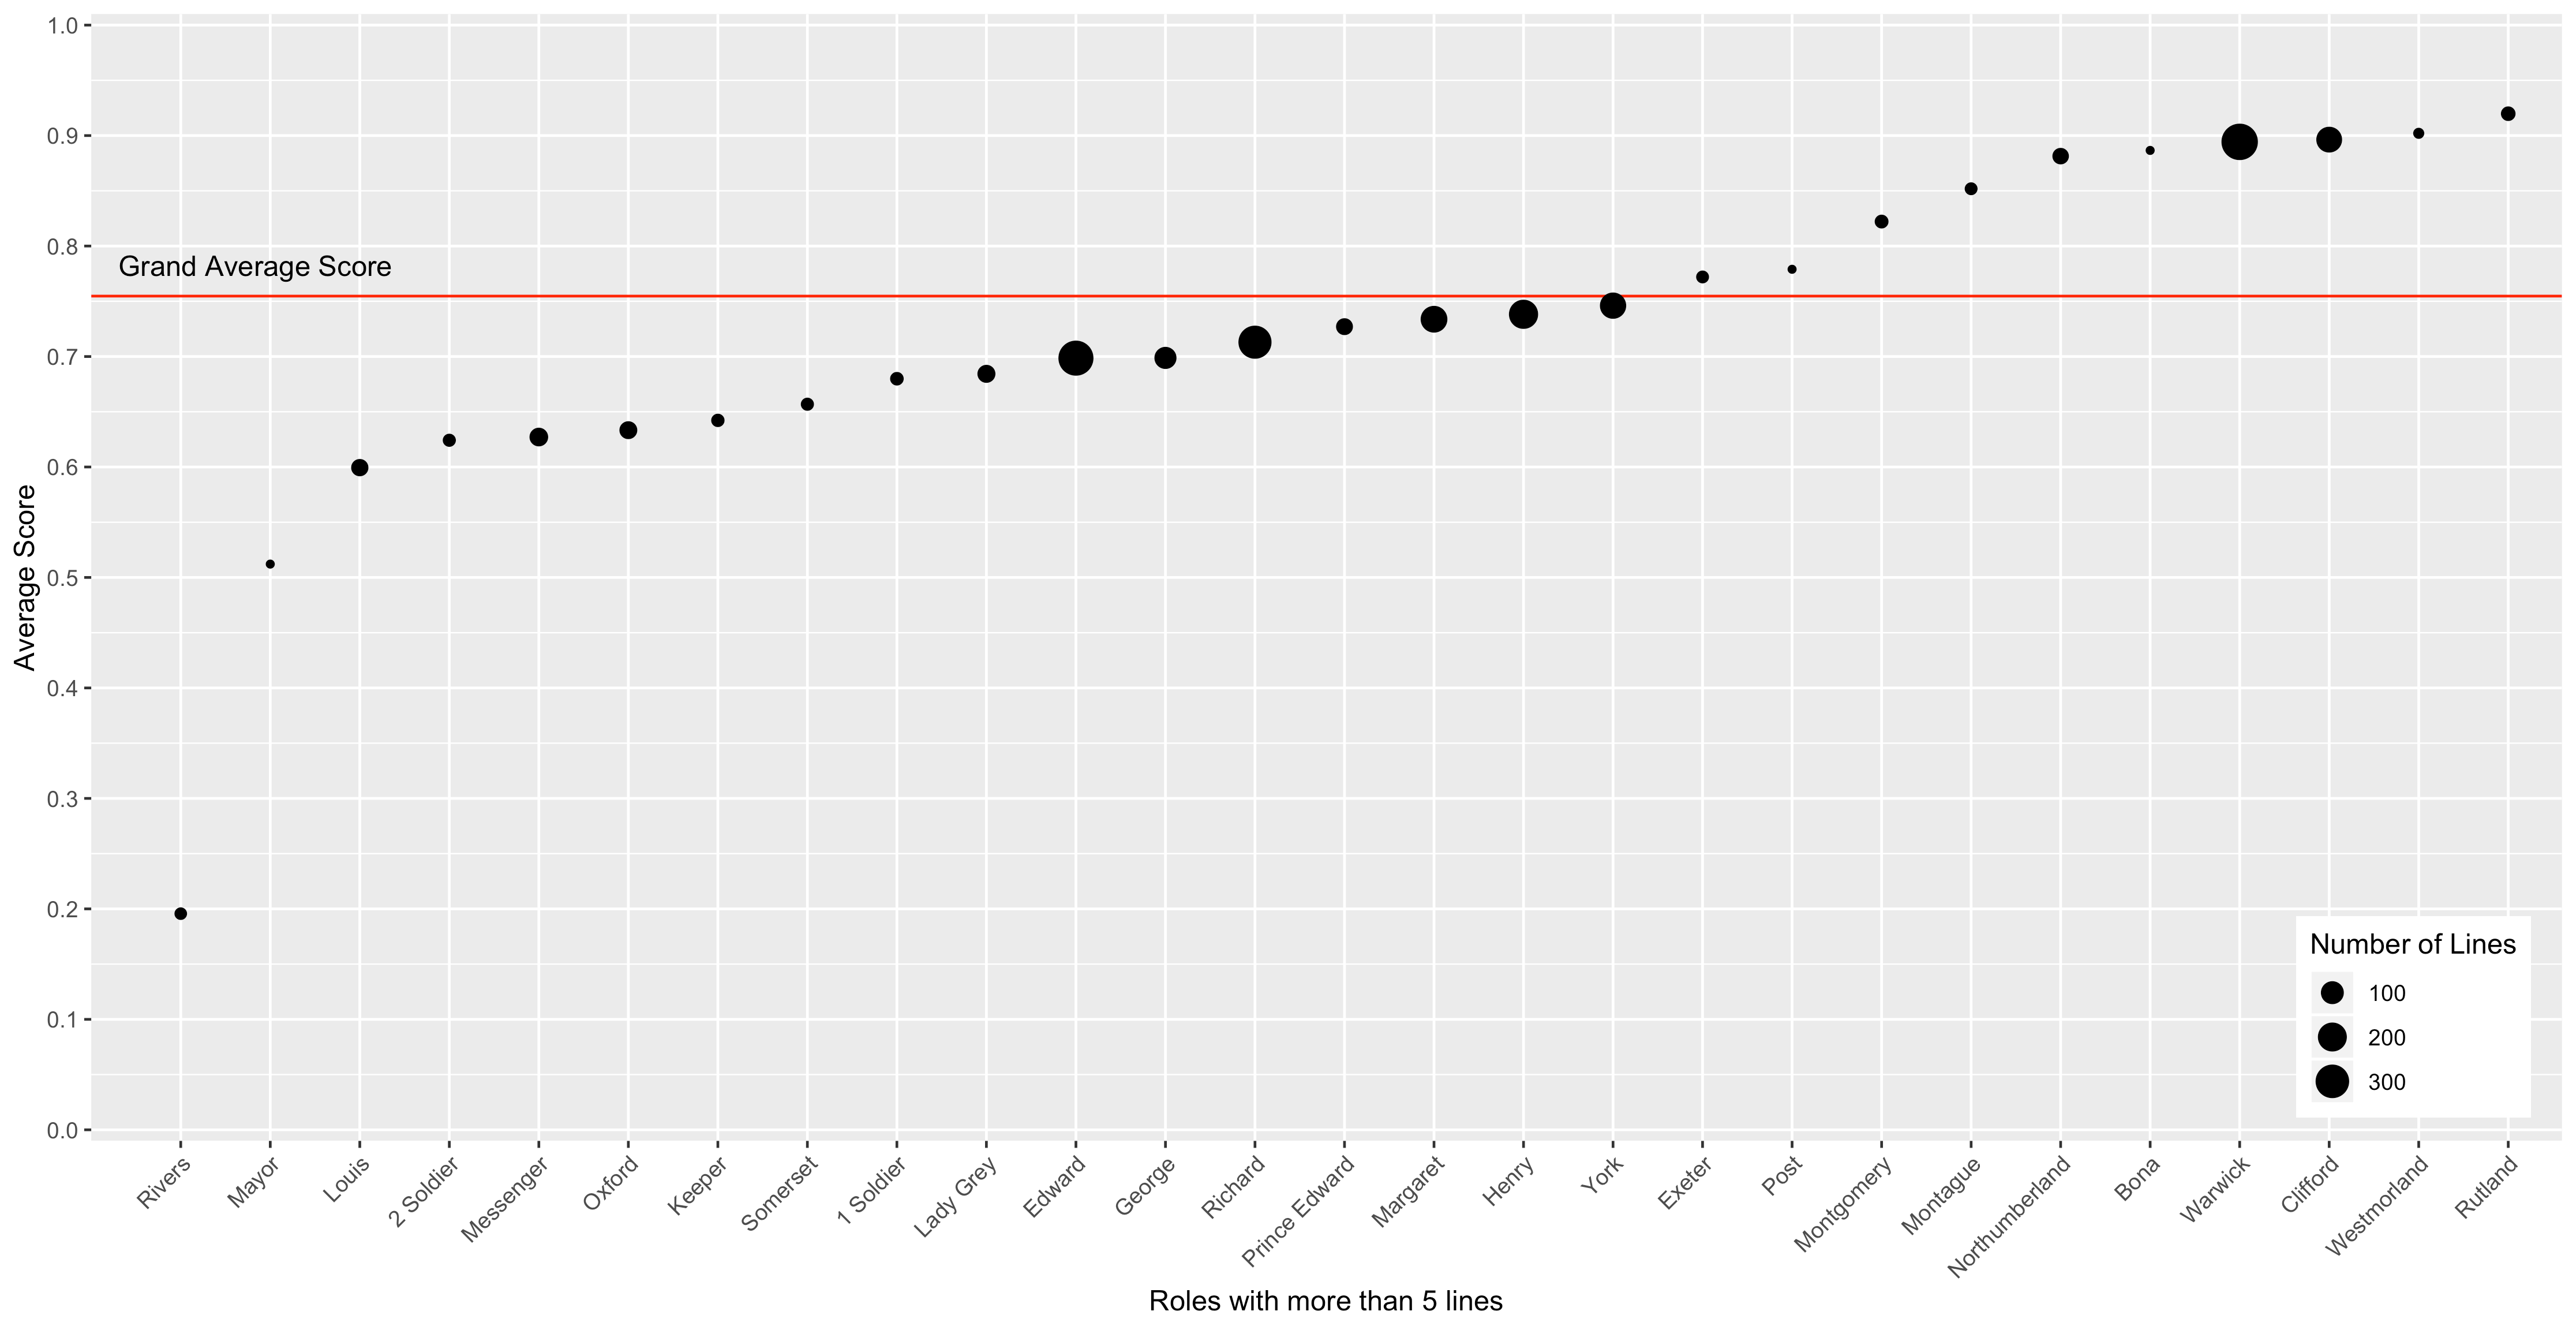 1.0
0.9
0.8
Grand Average Score
0.7
0.6
0.5
0.4
0.3
0.2
0.1
0.0
Average Score
Number of Lines
100
200
300
Rivers
Mayor
Louis
2 Soldier
Messenger
Oxford
Keeper
Somerset
1 Soldier
Lady Grey
Edward
George
Richard
Prince Edward
Margaret
Henry
York
Exeter
Post
Montgomery
Montague
Northumberland
Bona
Warwick
Clifford
Westmorland
Rutland
Roles with more than 5 lines